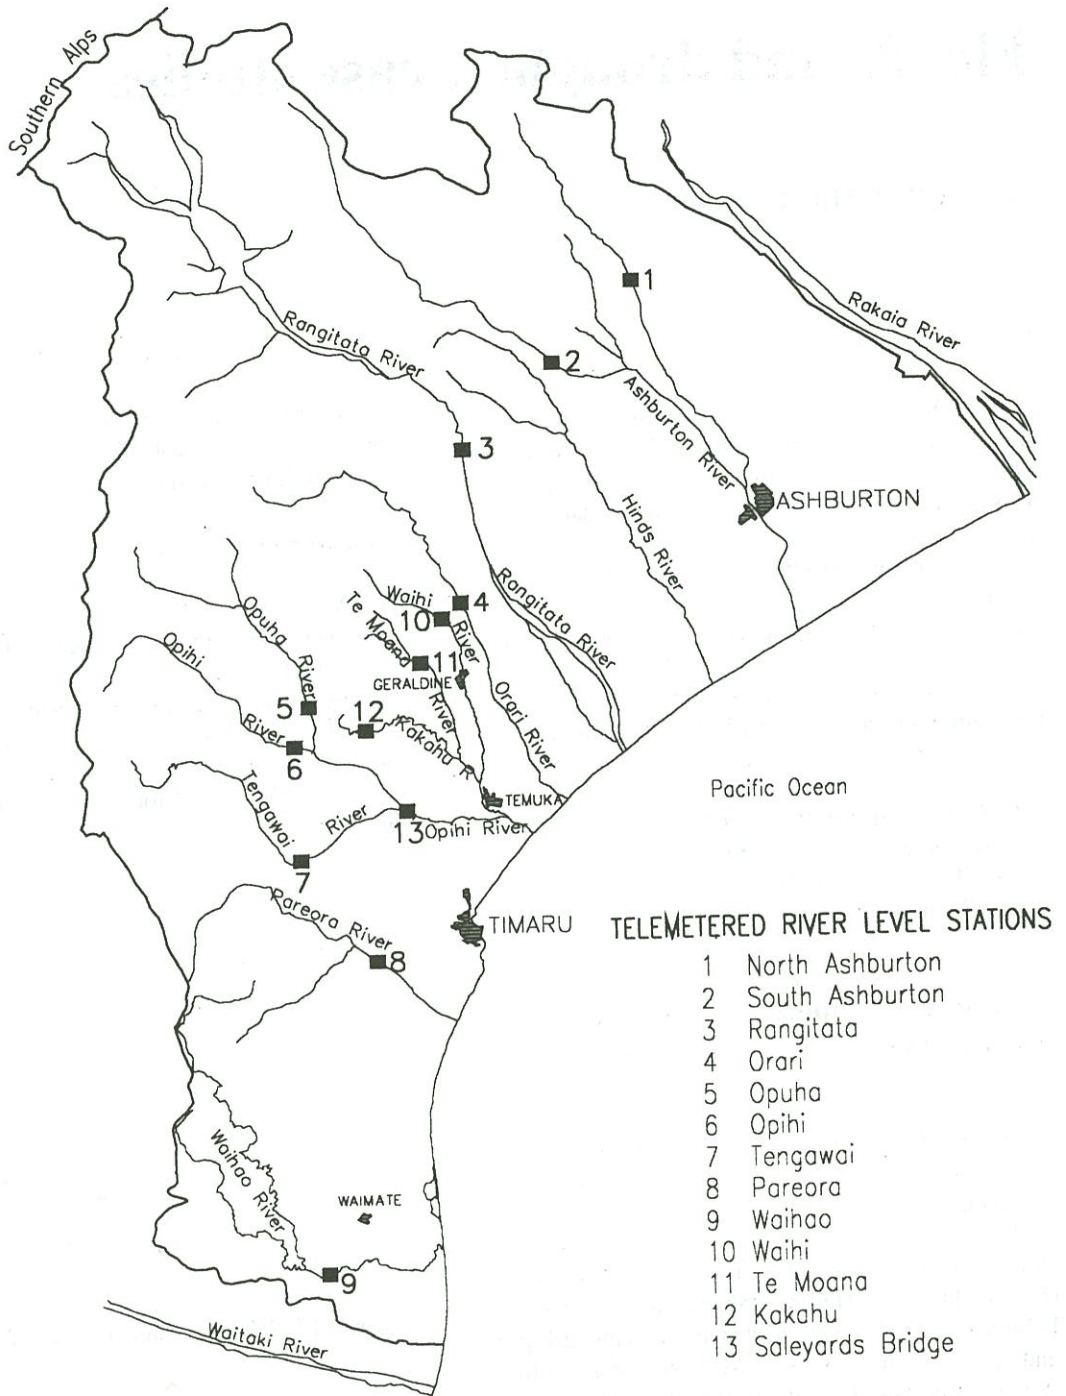 Southern Alps
1
Rakaia River
Rangitata River
2
Ashburton River
3
ASHBURTON
Hinds River
Rangitata River
Waihi River
4
10
Te Moana River
11
GERALDINE
Opuha River
Opihi River
5
12
Kakahu R
Orari River
6
Tengawai River
TEMUKA
13
Opihi River
7
Pacific Ocean
Pareora River
8
TIMARU
Waihao River
WAIMATE
9
Waitaki River
TELEMETERED RIVER LEVEL STATIONS
1 North Ashburton
2 South Ashburton
3 Rangitata
4 Orari
5 Opuha
6 Opihi
7 Tengawai
8 Pareora
9 Waihao
10 Waihi
11 Te Moana
12 Kakahu
13 Saleyards Bridge